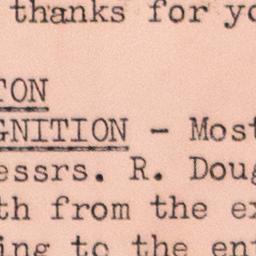 thanks for yo
TON
GNITION - Most
essrs. R. Doug
th from the ex
ing to the ent